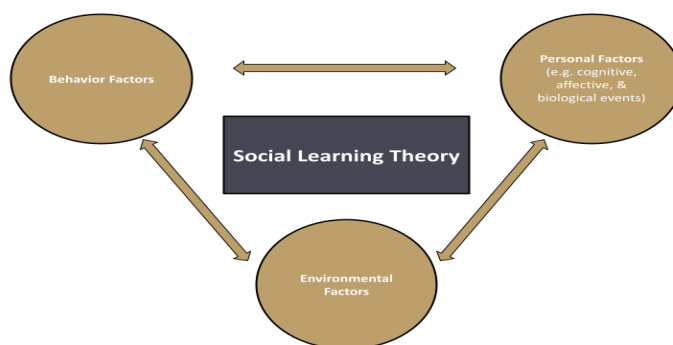 Behavior Factors
Personal Factors
(e.g. cognitive,
affective, &
biological events)
Social Learning Theory
Environmental
Factors